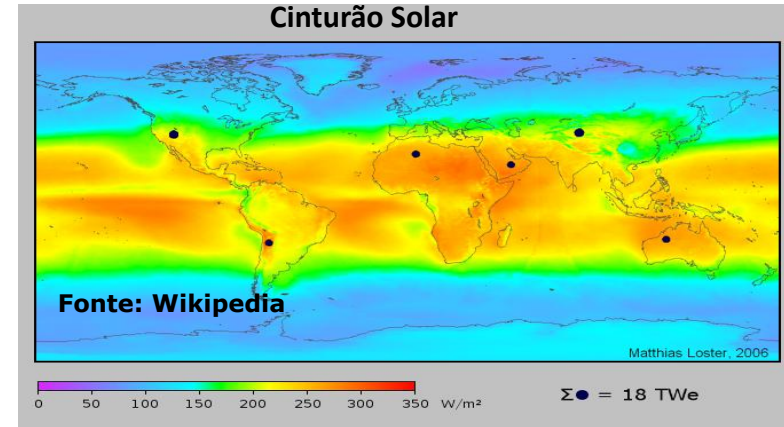 Cinturão Solar
Fonte: Wikipedia
Matthias Loster, 2006
0 50 100 150 200 250 300 350 W/m²
Σ● = 18 TWe